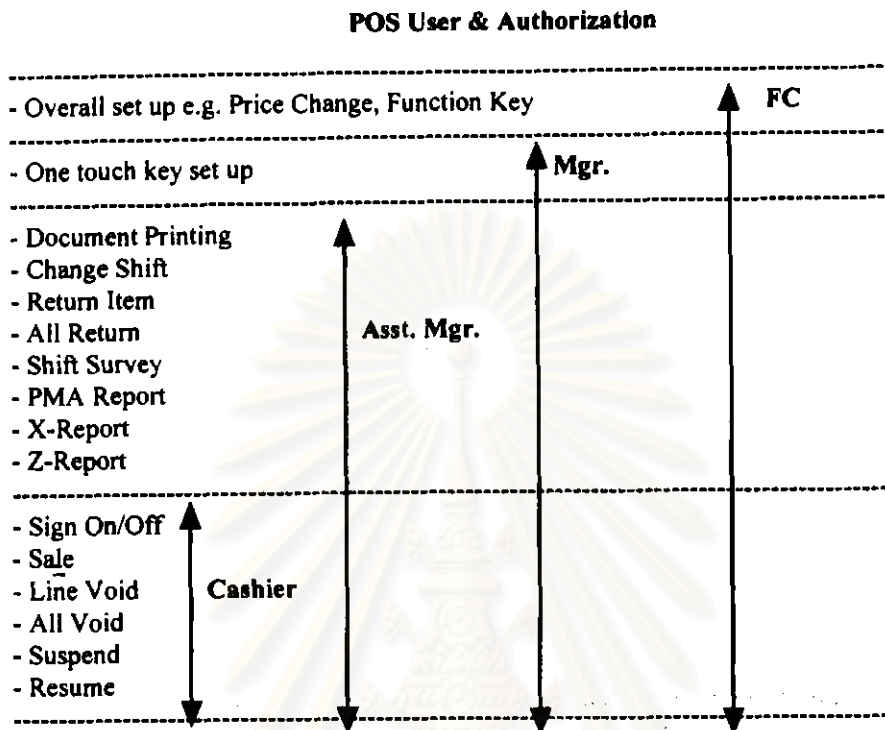 POS User & Authorization
- Overall set up e.g. Price Change, Function Key
FC
- One touch key set up
Mgr.
- Document Printing
- Change Shift
- Return Item
- All Return
Asst. Mgr.
- Shift Survey
- PMA Report
- X-Report
- Z-Report
- Sign On/Off
- Sale
- Line Void
Cashier
- All Void
- Suspend
- Resume